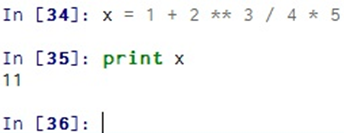 In [34]: x = 1 + 2 ** 3 / 4 * 5
In [35]: print x
11
In [36]: